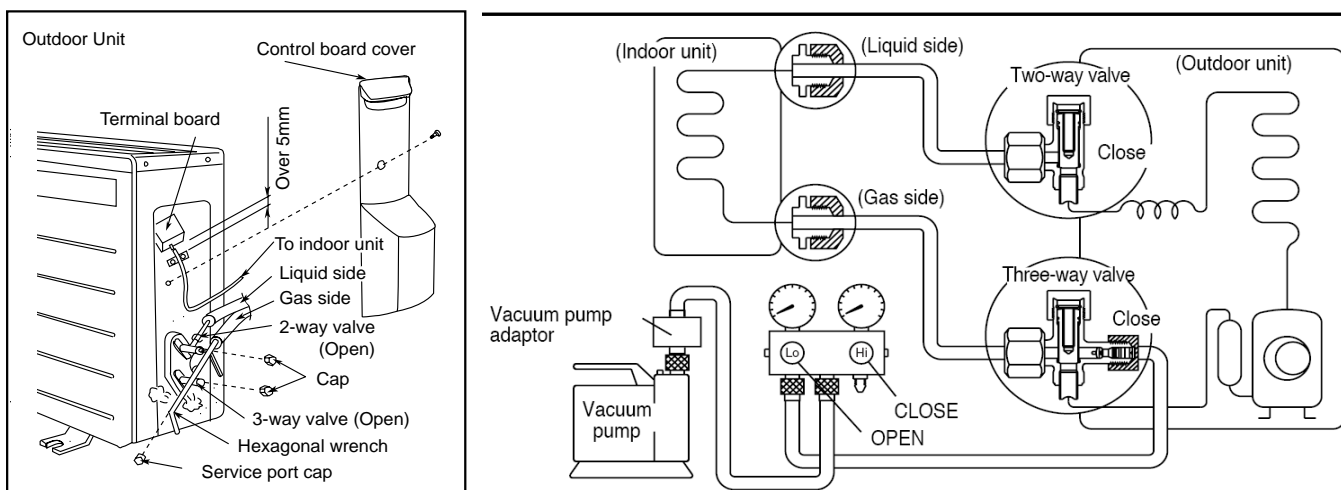 Outdoor Unit
Control board cover
Terminal board
Over 5mm
To indoor unit
Liquid side
Gas side
2-way valve
(Open)
Cap
3-way valve (Open)
Hexagonal wrench
Service port cap
(Indoor unit)
(Liquid side)
Two-way valve
(Outdoor unit)
Close
(Gas side)
Three-way valve
Close
Vacuum pump
adaptor
Lo
Hi
CLOSE
OPEN
Vacuum
pump